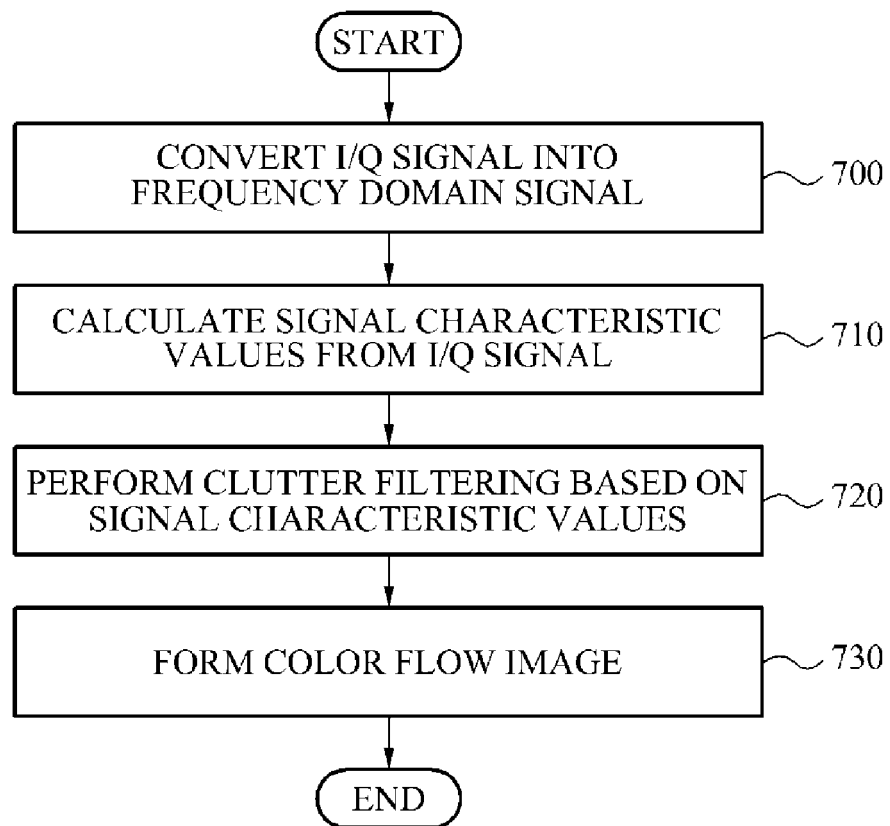 START
CONVERT I/Q SIGNAL INTO
FREQUENCY DOMAIN SIGNAL
700
CALCULATE SIGNAL CHARACTERISTIC
VALUES FROM I/Q SIGNAL
710
PERFORM CLUTTER FILTERING BASED ON
SIGNAL CHARACTERISTIC VALUES
720
FORM COLOR FLOW IMAGE
730
END